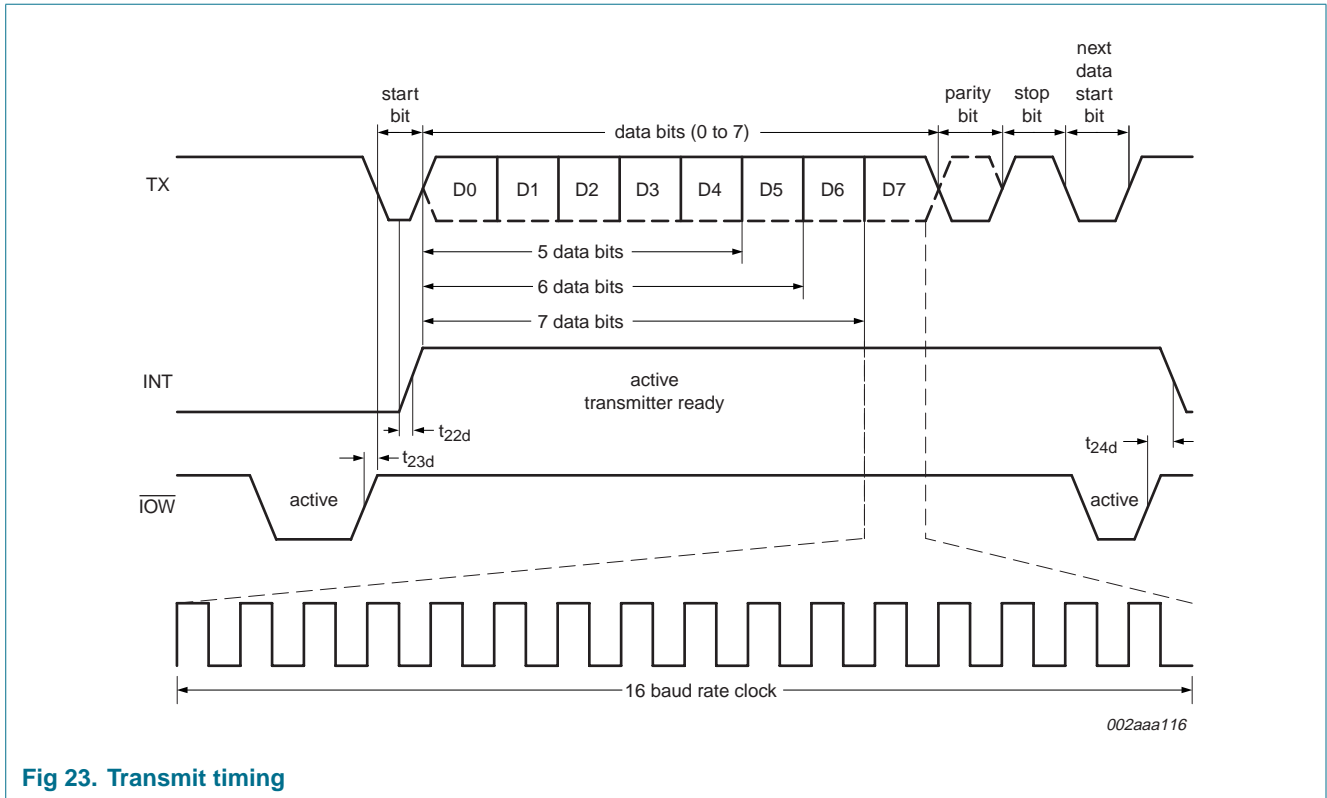 next
data
start
bit
start
bit
parity
bit
stop
bit
data bits (0 to 7)
TX
D0 D1 D2 D3 D4 D5 D6 D7
5 data bits
6 data bits
7 data bits
INT
active
transmitter ready
t22d
t24d
t23d
IOW
active
active
16 baud rate clock
002aaa116
Fig 23. Transmit timing